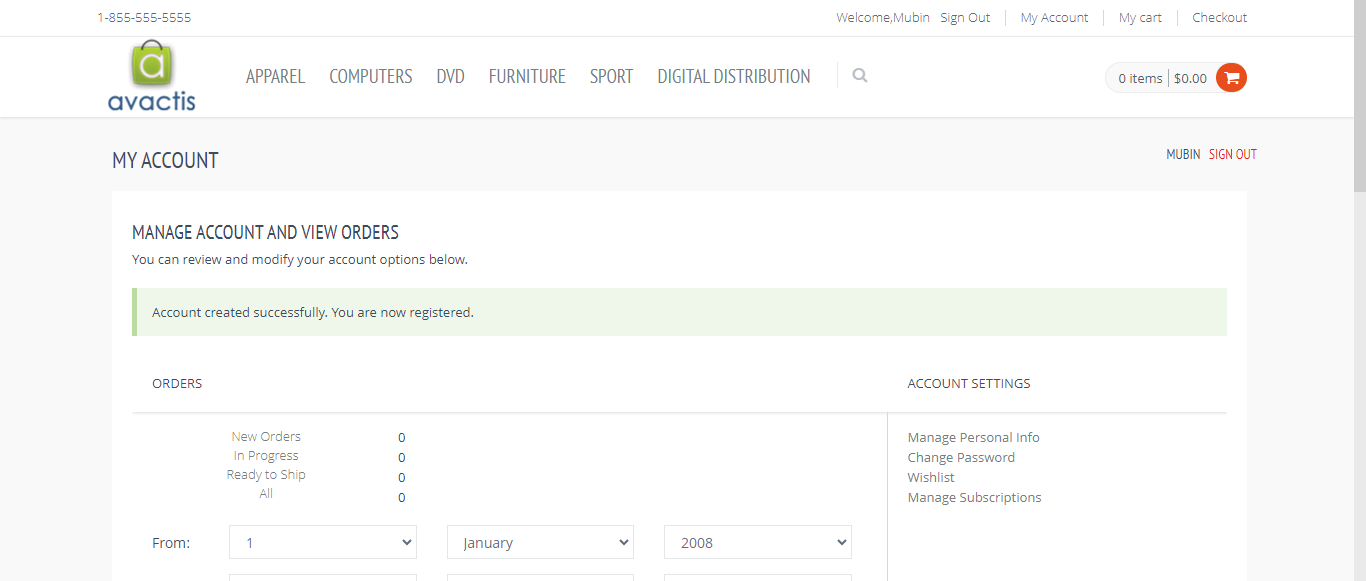 1-855-555-5555
Welcome,Mubin Sign Out My Account My cart Checkout
a
avactis
APPAREL COMPUTERS DVD FURNITURE SPORT DIGITAL DISTRIBUTION
0 items $0.00
MY ACCOUNT
MUBIN SIGN OUT
MANAGE ACCOUNT AND VIEW ORDERS
You can review and modify your account options below.
Account created successfully. You are now registered.
ORDERS
New Orders 0
In Progress 0
Ready to Ship 0
All 0
From: 1 January 2008
ACCOUNT SETTINGS
Manage Personal Info
Change Password
Wishlist
Manage Subscriptions